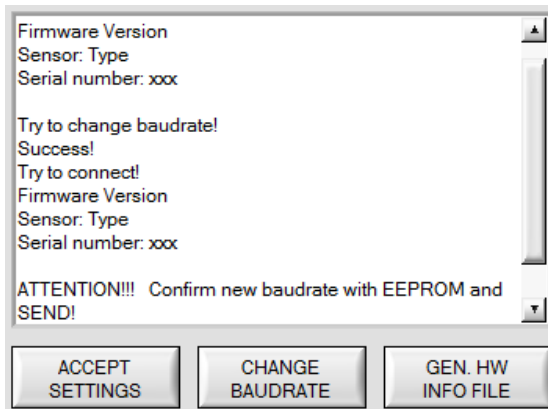 Firmware Version
Sensor: Type
Serial number: xxx
Try to change baudrate!
Success!
Try to connect!
Firmware Version
Sensor: Type
Serial number: xxx
ATTENTION!!!   Confirm new baudrate with EEPROM and
SEND!
ACCEPT
SETTINGS
CHANGE
BAUDRATE
GEN. HW
INFO FILE